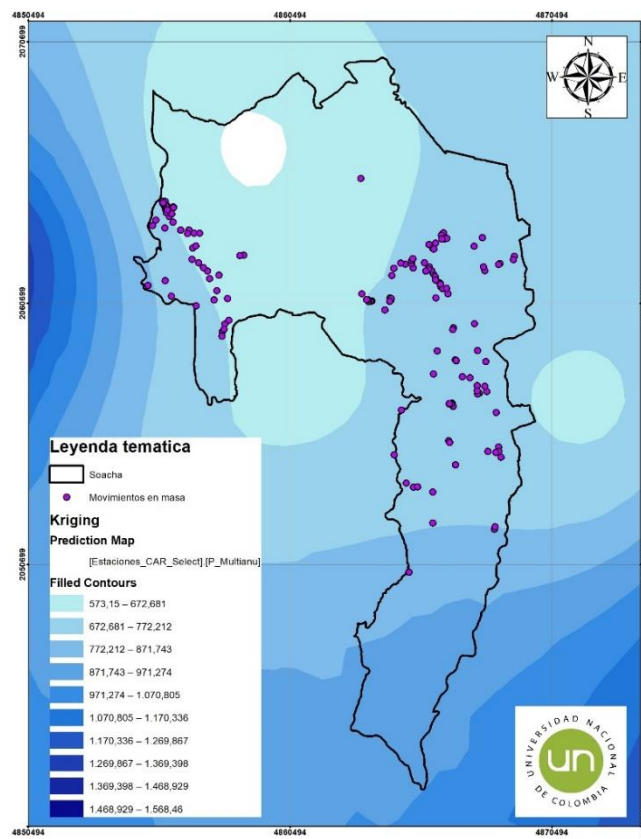 4850494 4860494 4870494
2070699
N
W E
S
2060699
2050699
Leyenda tematica
Soacha
Movimientos en masa
Kriging
Prediction Map
[Estaciones_CAR_Select].[P_Multianu]
Filled Contours
573,15 – 672,681
672,681 – 772,212
772,212 – 871,743
871,743 – 971,274
971,274 – 1.070,805
1.070,805 – 1.170,336
1.170,336 – 1.269,867
1.269,867 – 1.369,398
1.369,398 – 1.468,929
1.468,929 – 1.568,46
UNIVERSIDAD NACIONAL
un
DE COLOMBIA
4850494 4860494 4870494